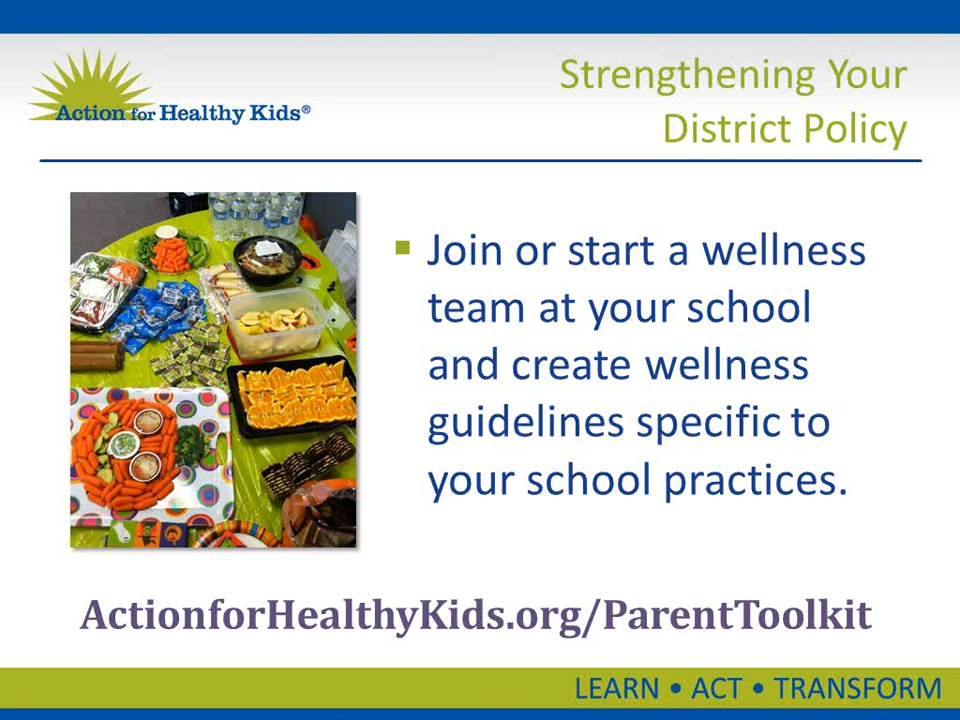 Action for Healthy Kids®
Strengthening Your
District Policy
▪ Join or start a wellness
team at your school
and create wellness
guidelines specific to
your school practices.
ActionforHealthyKids.org/ParentToolkit
LEARN • ACT • TRANSFORM